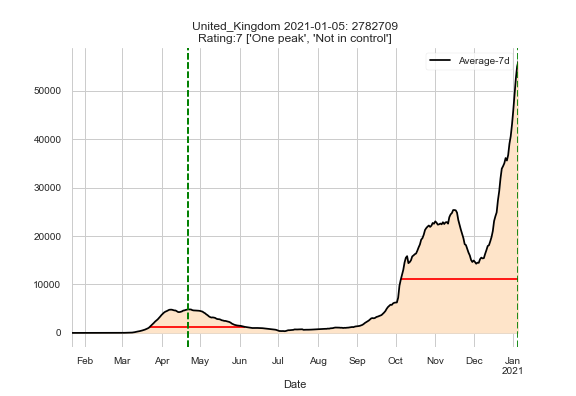 United_Kingdom 2021-01-05: 2782709
Rating:7 ['One peak', 'Not in control']
Average-7d
50000
40000
30000
20000
10000
0
Feb Mar Apr May Jun Jul Aug Sep Oct Nov Dec Jan
2021
Date